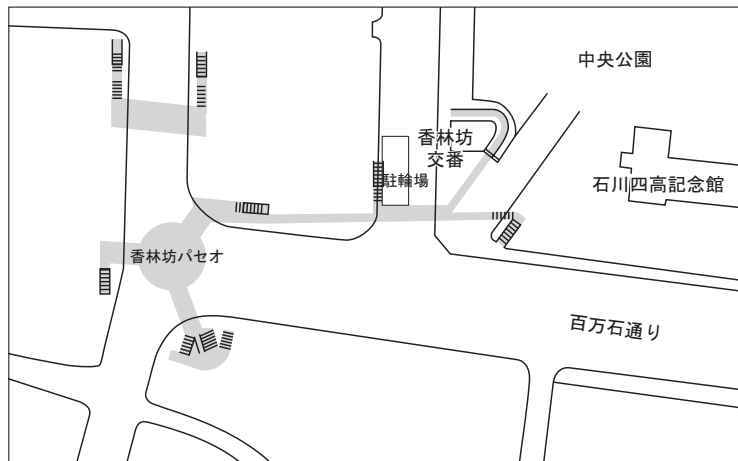 中央公園
香林坊
交番
駐輪場
石川四高記念館
香林坊パセオ
百万石通り